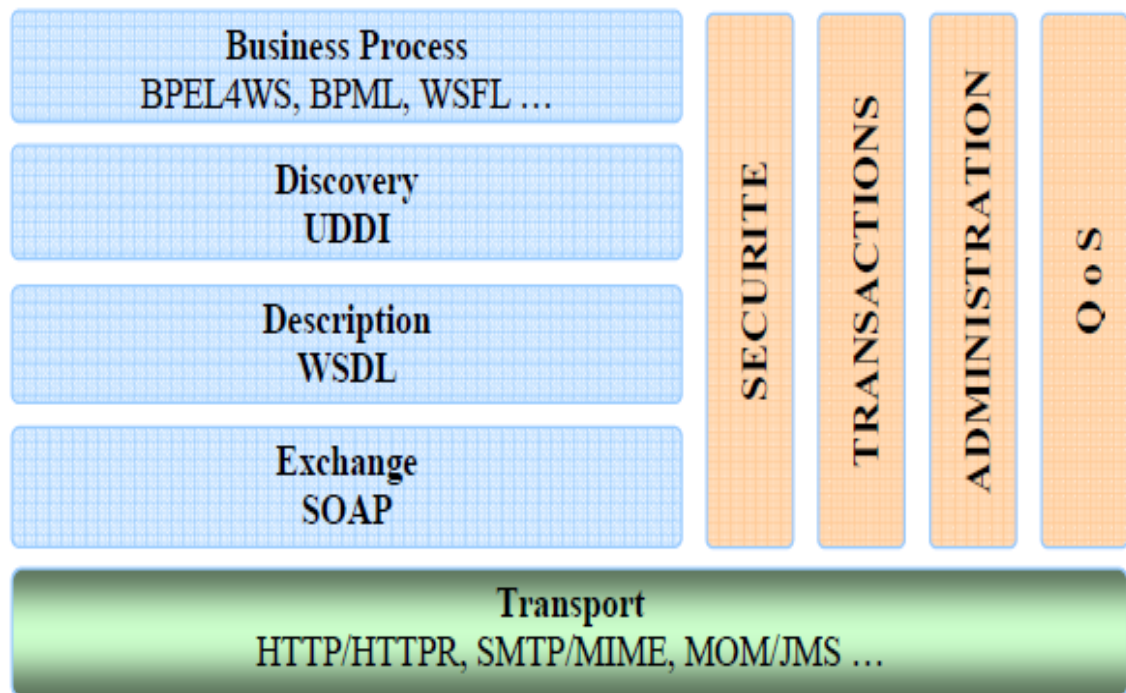 Business Process
BPEL4WS, BPML, WSFL …
Discovery
UDDI
Description
WSDL
Exchange
SOAP
SECURITE
TRANSACTIONS
ADMINISTRATION
QoS
Transport
HTTP/HTTPR, SMTP/MIME, MOM/JMS …